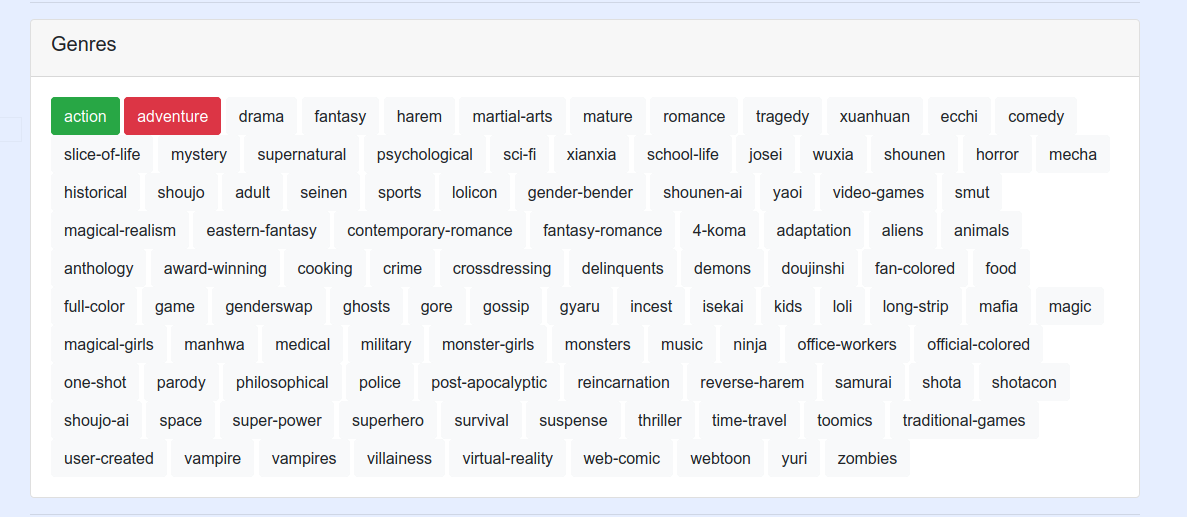 Genres
action adventure drama fantasy harem martial-arts mature romance tragedy xuanhuan ecchi comedy
slice-of-life mystery supernatural psychological sci-fi xianxia school-life josei wuxia shounen horror mecha
historical shoujo adult seinen sports lolicon gender-bender shounen-ai yaoi video-games smut
magical-realism eastern-fantasy contemporary-romance fantasy-romance 4-koma adaptation aliens animals
anthology award-winning cooking crime crossdressing delinquents demons doujinshi fan-colored food
full-color game genderswap ghosts gore gossip gyaru incest isekai kids loli long-strip mafia magic
magical-girls manhwa medical military monster-girls monsters music ninja office-workers official-colored
one-shot parody philosophical police post-apocalyptic reincarnation reverse-harem samurai shota shotacon
shoujo-ai space super-power superhero survival suspense thriller time-travel toomics traditional-games
user-created vampire vampires villainess virtual-reality web-comic webtoon yuri zombies